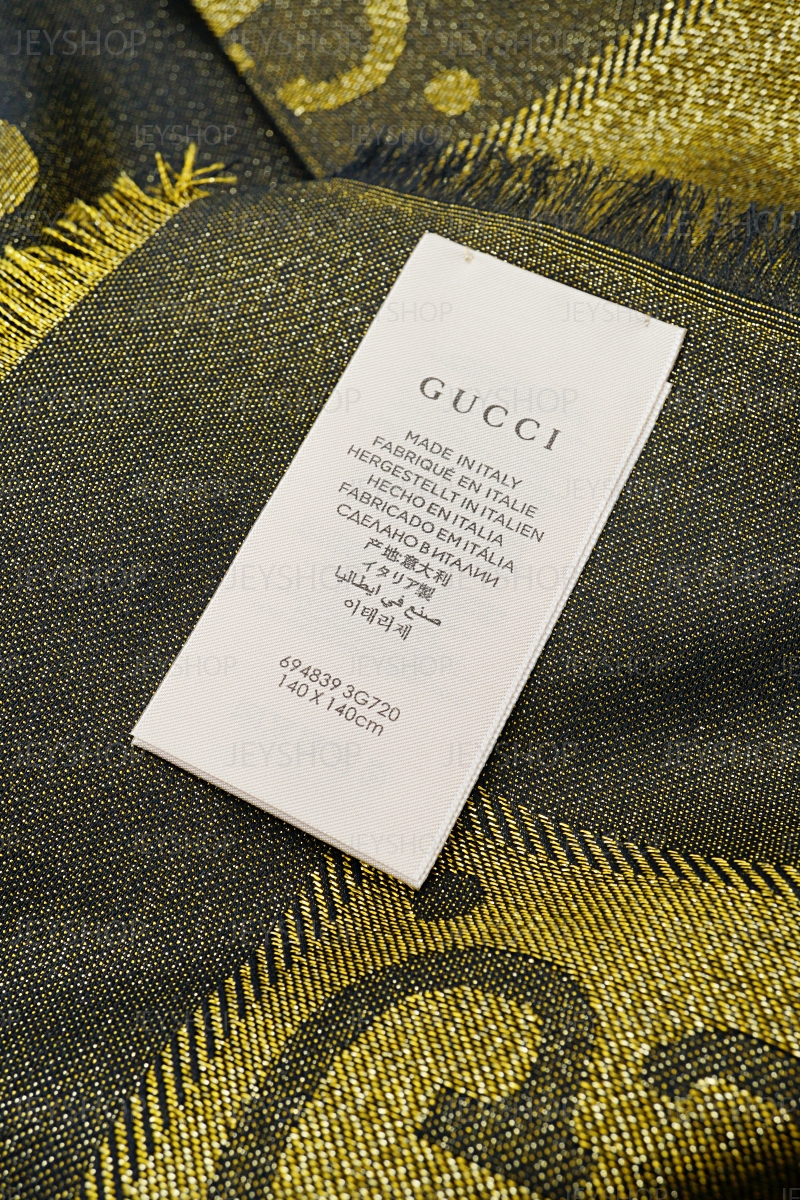 GUCCI
MADE IN ITALY
FABRIQUÉ EN ITALIE
HERGESTELLT IN ITALIEN
HECHO EN ITALIA
FABRICADO EM ITÁLIA
СДЕЛАНО В ИТАЛИИ
产地意大利
イタリア製
صنع في ايطاليا
이태리제
694839 3G720
140 X 140cm
JEYSHOP